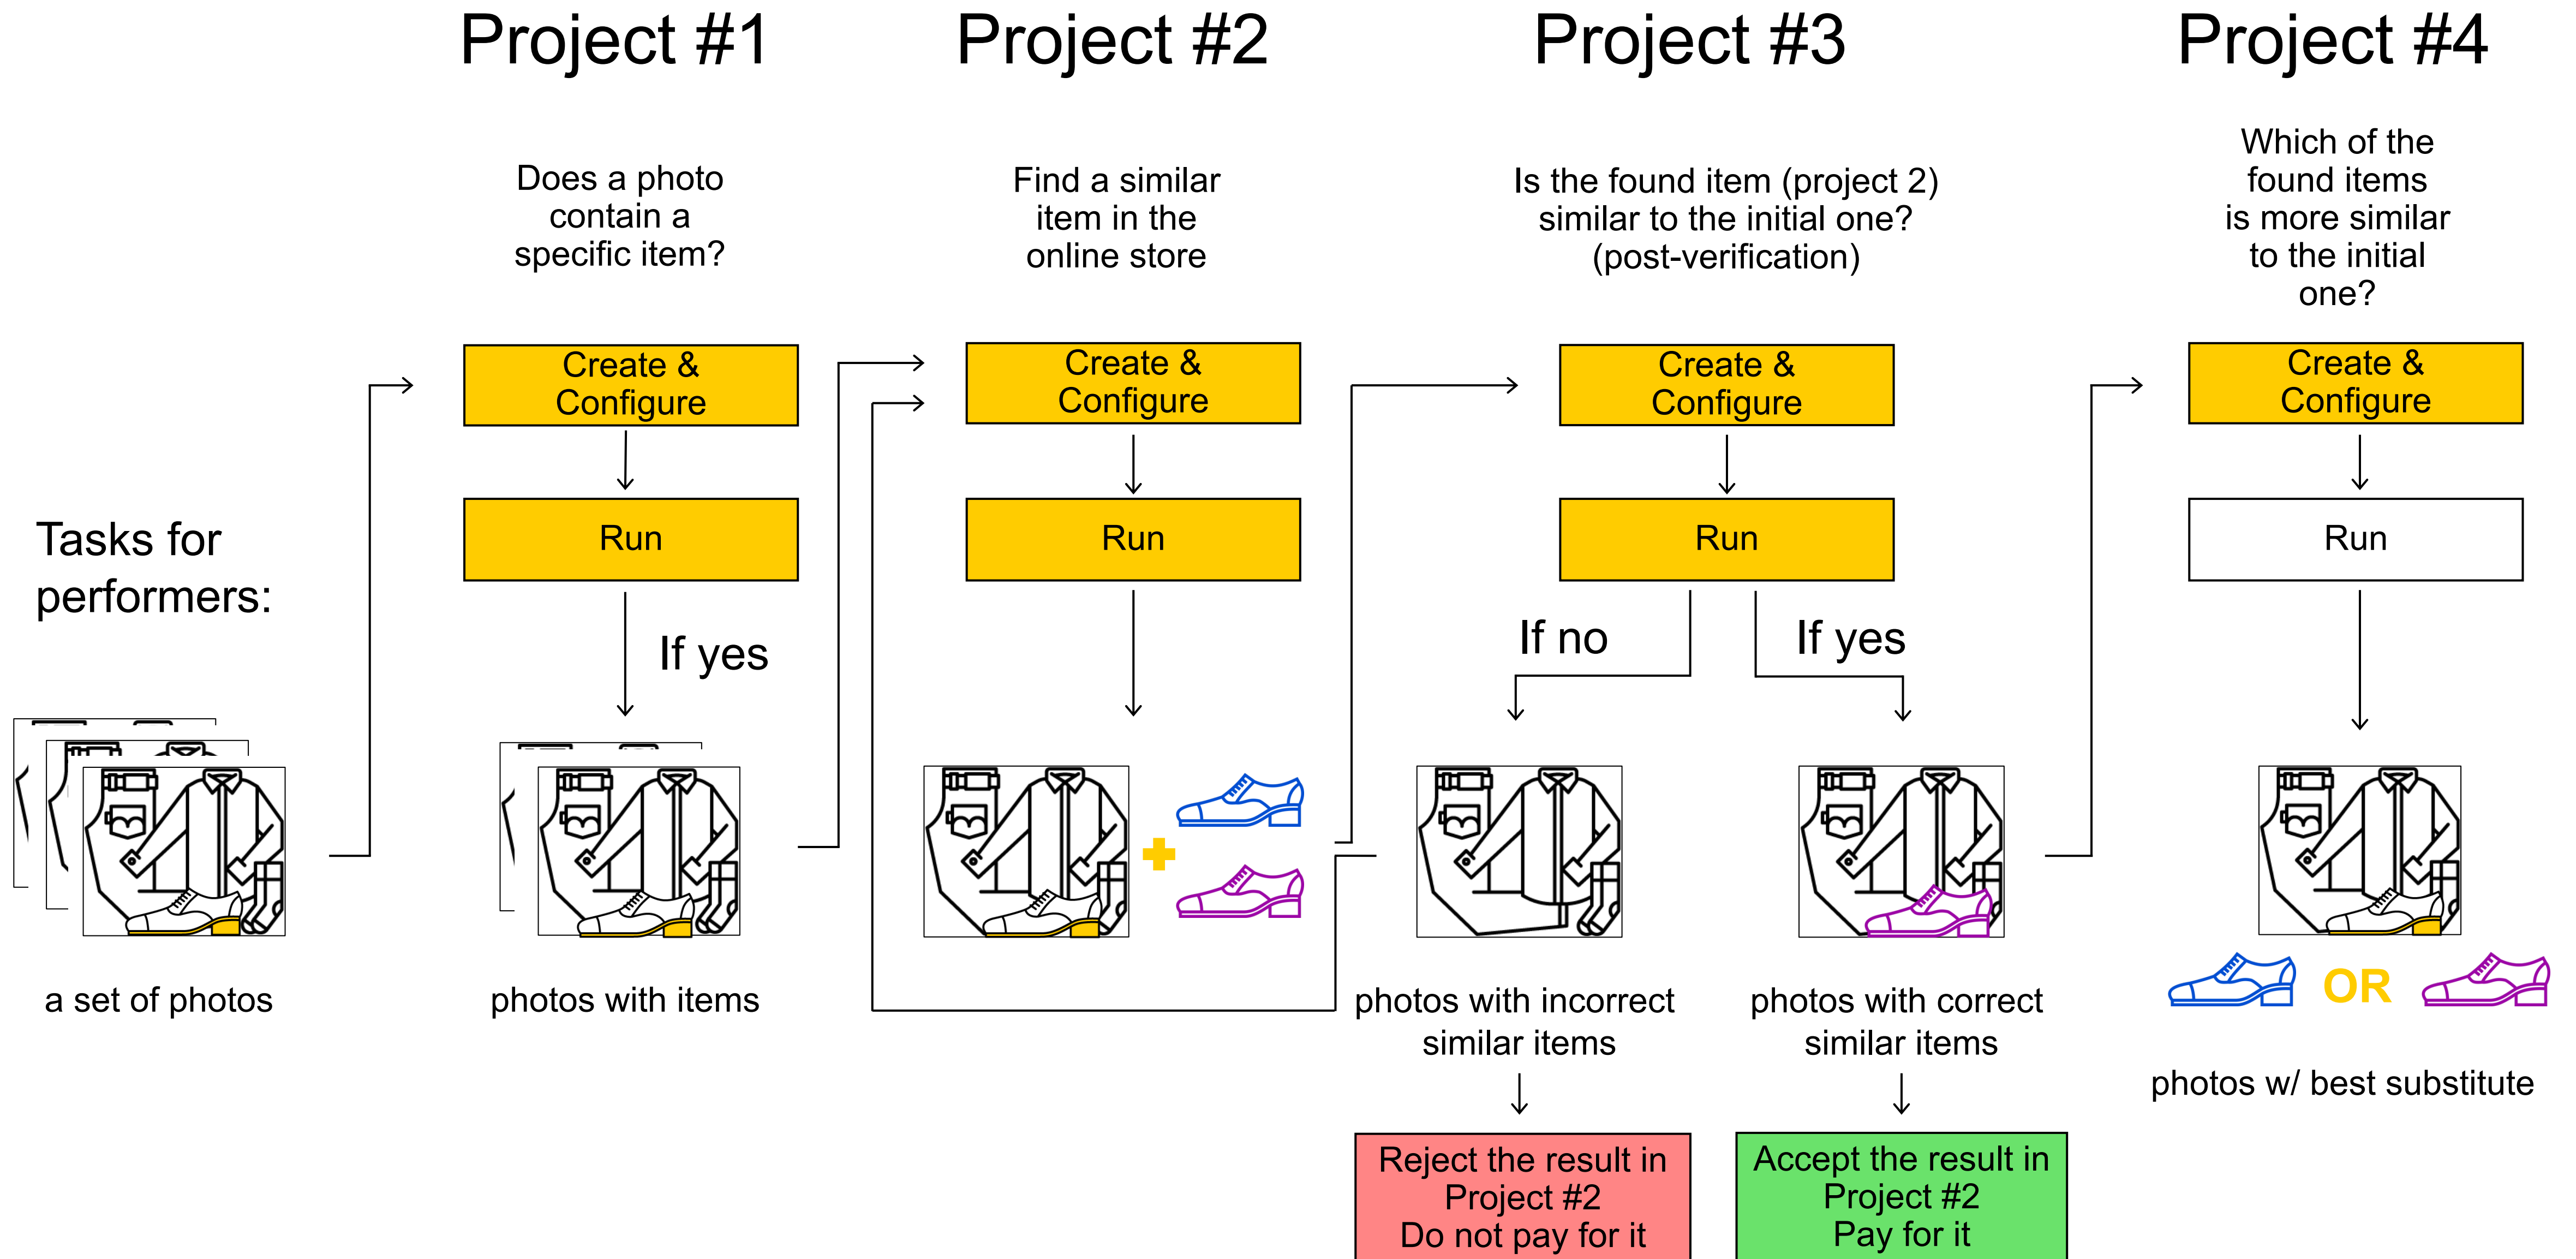 Project #1
Project #2
Project #3
Project #4
Does a photo
contain a
specific item?
Find a similar
item in the
online store
Is the found item (project 2)
similar to the initial one?
(post-verification)
Which of the
found items
is more similar
to the initial
one?
Create &
Configure
Create &
Configure
Create &
Configure
Create &
Configure
Tasks for
performers:
Run
Run
Run
Run
If yes
If no
If yes
a set of photos
photos with items
photos with incorrect
similar items
photos with correct
similar items
OR
photos w/ best substitute
Reject the result in
Project #2
Do not pay for it
Accept the result in
Project #2
Pay for it